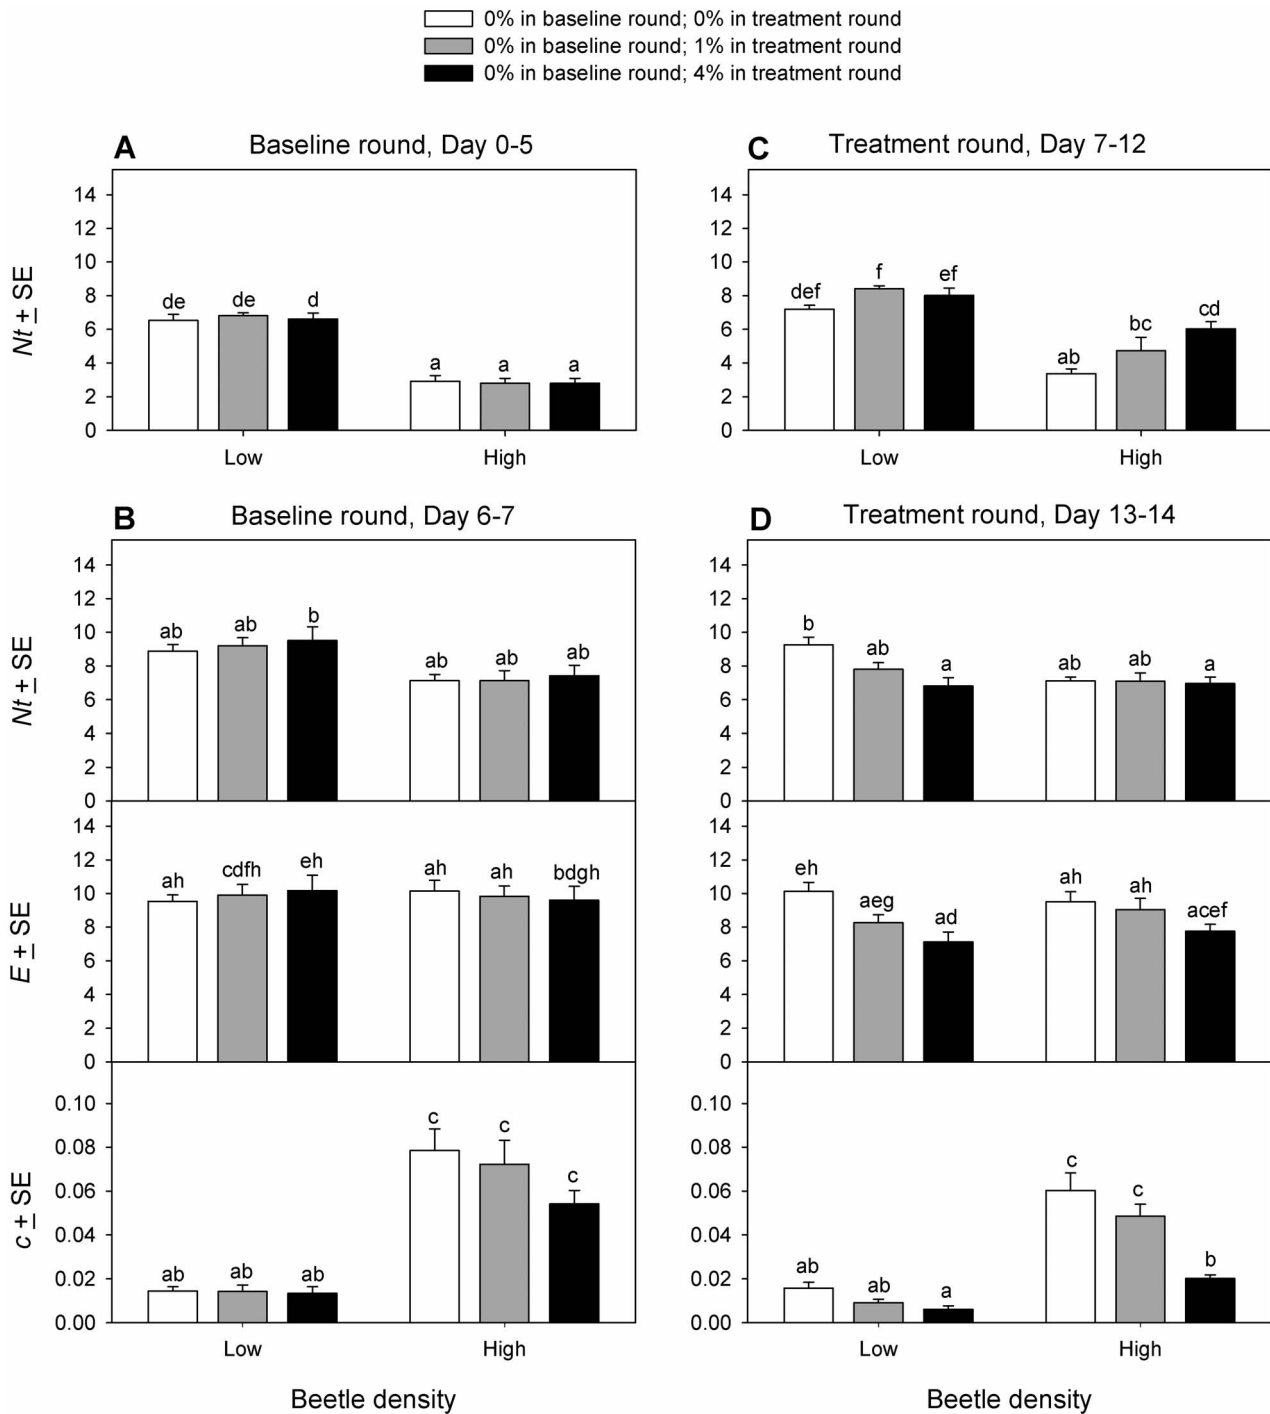 0% in baseline round; 0% in treatment round
0% in baseline round; 1% in treatment round
0% in baseline round; 4% in treatment round
A Baseline round, Day 0-5
Nt ± SE
14
12
10
8
6
4
2
0
de de d a a a
Low High
C Treatment round, Day 7-12
14
12
10
8
6
4
2
0
def f ef ab bc cd
Low High
B Baseline round, Day 6-7
Nt ± SE
14
12
10
8
6
4
2
0
ab ab b ab ab ab
E ± SE
14
12
10
8
6
4
2
0
ah cdfh eh ah ah bdgh
c ± SE
0.10
0.08
0.06
0.04
0.02
0.00
ab ab ab c c c
Low High
Beetle density
D Treatment round, Day 13-14
14
12
10
8
6
4
2
0
b ab a ab ab a
14
12
10
8
6
4
2
0
eh aeg ad ah ah acef
0.10
0.08
0.06
0.04
0.02
0.00
ab ab a c c b
Low High
Beetle density